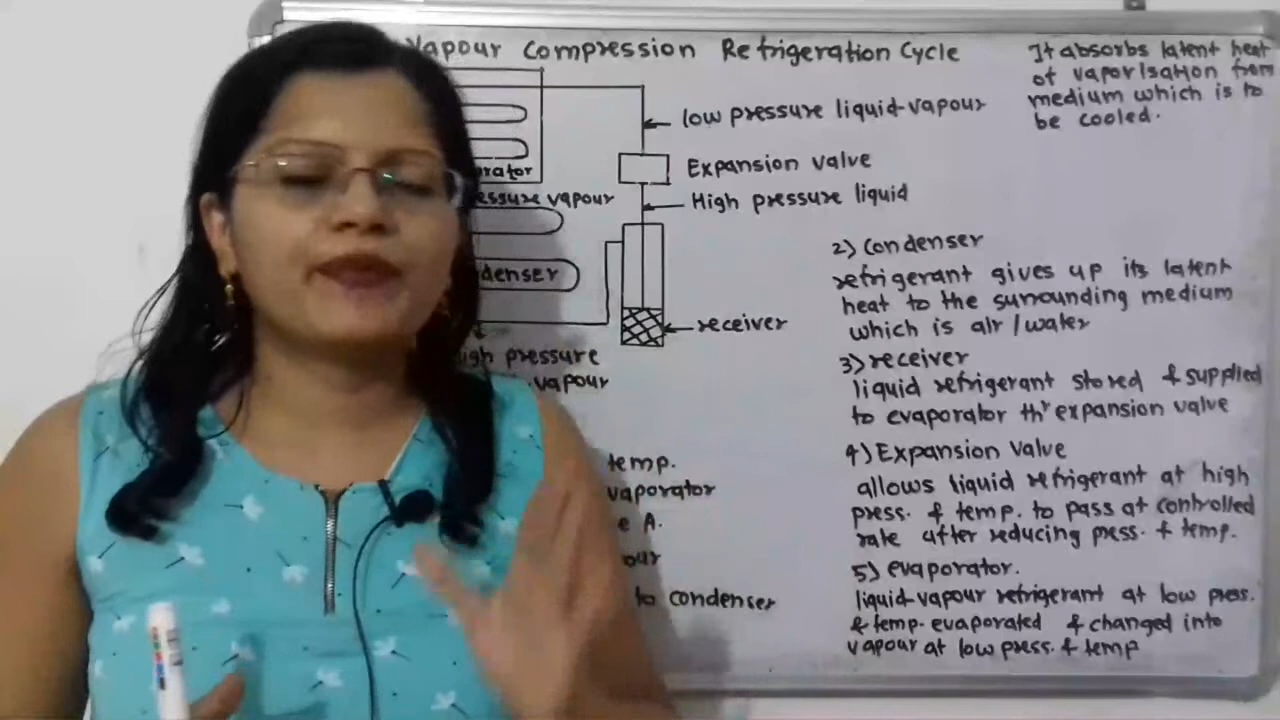 Vapour Compression Refrigeration Cycle
It absorbs latent heat
of vaporisation from
medium which is to
be cooled.
low pressure liquid-vapour
Expansion valve
High pressure liquid
vapour
receiver
pressure
vapour
temp.
A.
to condenser
2) Condenser
refrigerant gives up its latent
heat to the surrounding medium
which is air/water
3) receiver
liquid refrigerant stored & supplied
to evaporator thr expansion valve
4) Expansion valve
allows liquid refrigerant at high
press. & temp. to pass at controlled
rate after reducing press. & temp.
5) evaporator.
liquid-vapour refrigerant at low press.
& temp. evaporated & changed into
vapour at low press. & temp